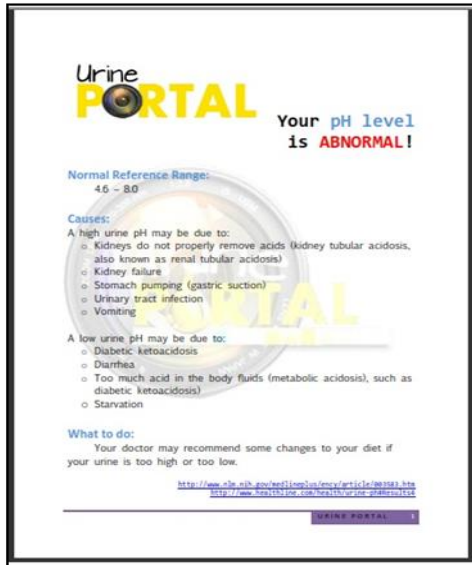 Urine
PORTAL
Your pH level
is ABNORMAL!
Normal Reference Range:
4.6 – 8.0
Causes:
A high urine pH may be due to:
o Kidneys do not properly remove acids (kidney tubular acidosis,
also known as renal tubular acidosis)
o Kidney failure
o Stomach pumping (gastric suction)
o Urinary tract infection
o Vomiting
A low urine pH may be due to:
o Diabetic ketoacidosis
o Diarrhea
o Too much acid in the body fluids (metabolic acidosis), such as
diabetic ketoacidosis)
o Starvation
What to do:
Your doctor may recommend some changes to your diet if
your urine is too high or too low.
http://www.nlm.nih.gov/medlineplus/ency/article/003583.htm
http://www.healthline.com/health/urine-ph#Results4
URINE PORTAL 1